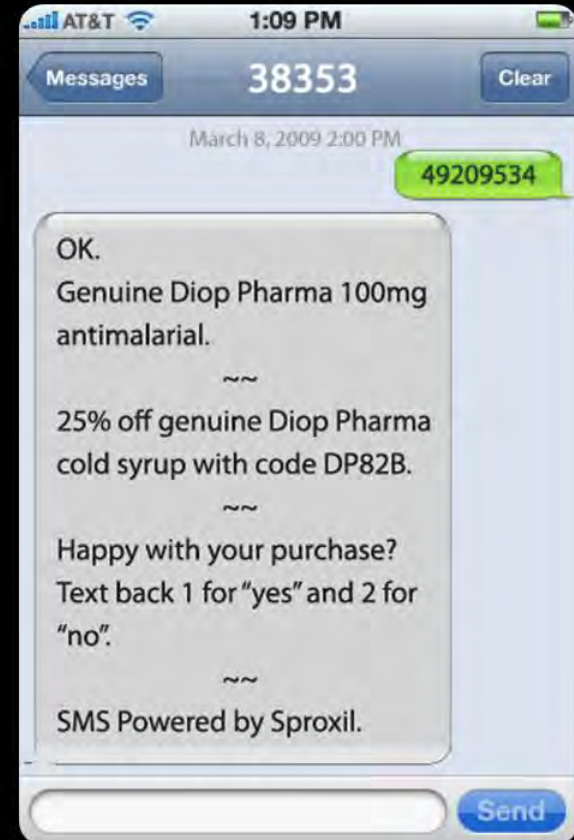 AT&T 1:09 PM
Messages 38353 Clear
March 8, 2009 2:00 PM
49209534
OK.
Genuine Diop Pharma 100mg
antimalarial.
~~
25% off genuine Diop Pharma
cold syrup with code DP82B.
~~
Happy with your purchase?
Text back 1 for "yes" and 2 for
"no".
~~
SMS Powered by Sproxil.
Send